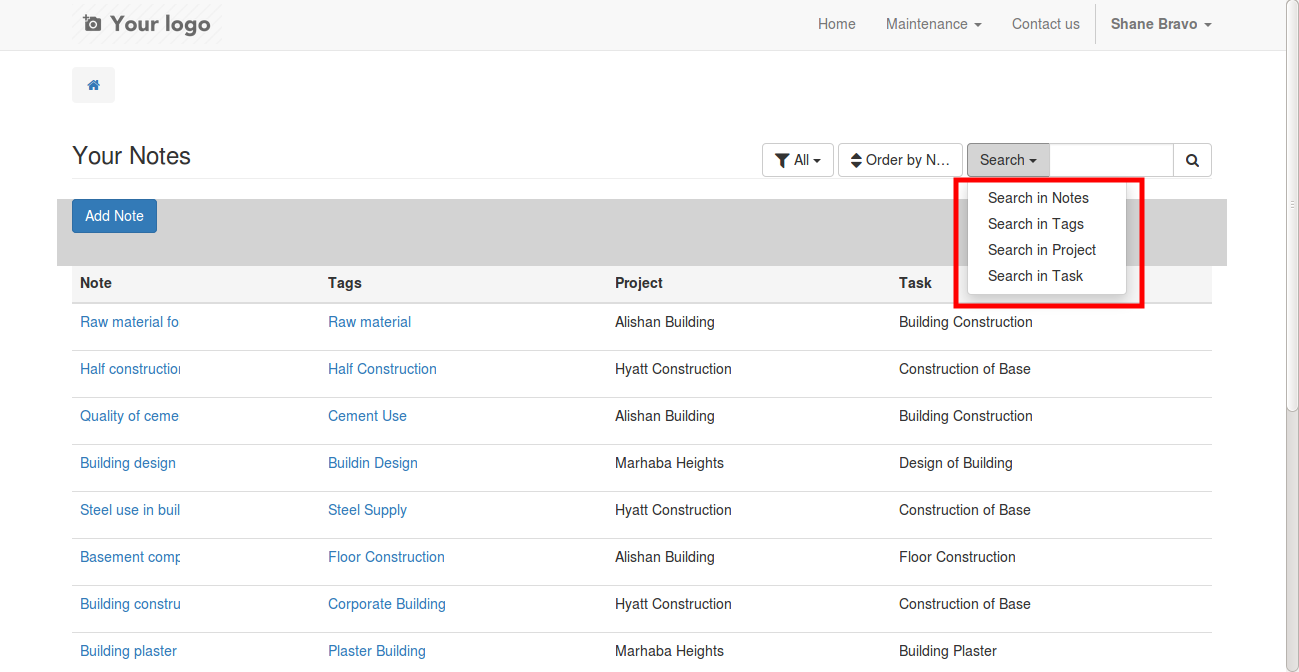 Your logo Home Maintenance Contact us Shane Bravo
Your Notes All Order by N... Search
Search in Notes
Add Note Search in Tags
Search in Project
Search in Task
Note Tags Project Task
Raw material fo Raw material Alishan Building Building Construction
Half construction Half Construction Hyatt Construction Construction of Base
Quality of ceme Cement Use Alishan Building Building Construction
Building design Buildin Design Marhaba Heights Design of Building
Steel use in buil Steel Supply Hyatt Construction Construction of Base
Basement comp Floor Construction Alishan Building Floor Construction
Building constru Corporate Building Hyatt Construction Construction of Base
Building plaster Plaster Building Marhaba Heights Building Plaster